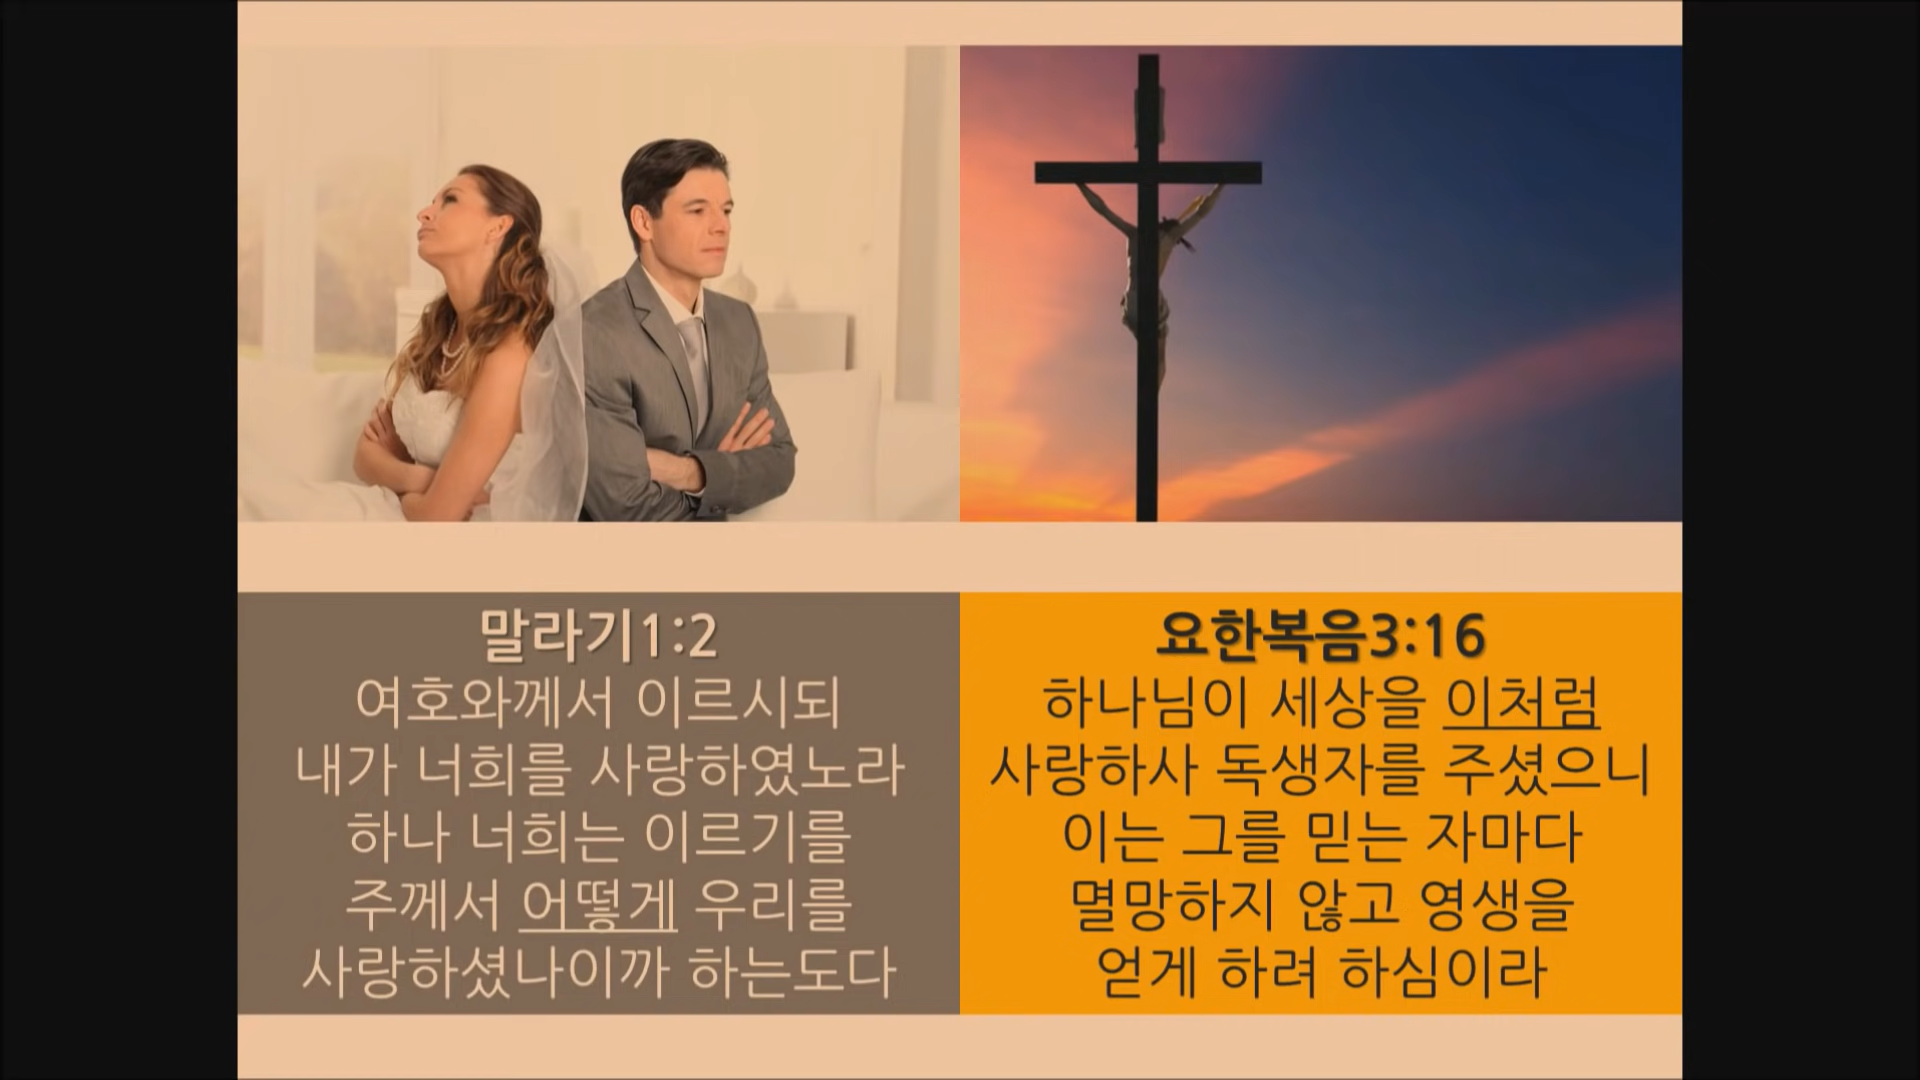 말라기1:2
여호와께서 이르시되
내가 너희를 사랑하였노라
하나 너희는 이르기를
주께서 어떻게 우리를
사랑하셨나이까 하는도다
요한복음3:16
하나님이 세상을 이처럼
사랑하사 독생자를 주셨으니
이는 그를 믿는 자마다
멸망하지 않고 영생을
얻게 하려 하심이라